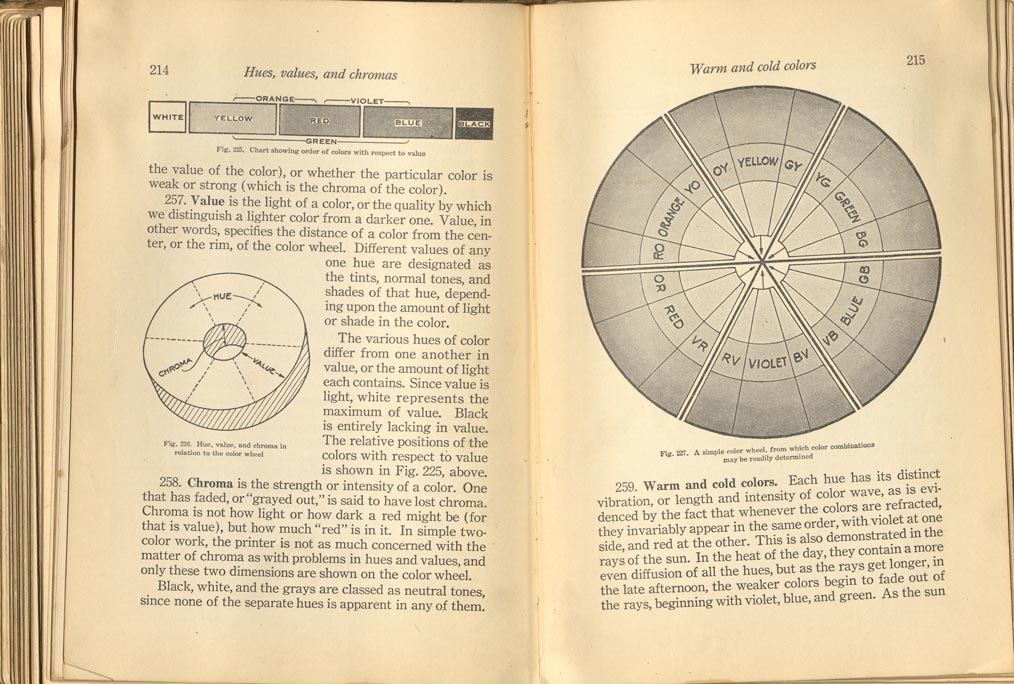 214
Hues, values, and chromas
ORANGE
VIOLET
WHITE
YELLOW
RED
BLUE
BLACK
GREEN
Fig. 225. Chart showing order of colors with respect to value
the value of the color), or whether the particular color is
weak or strong (which is the chroma of the color).
257. Value is the light of a color, or the quality by which
we distinguish a lighter color from a darker one. Value, in
other words, specifies the distance of a color from the cen-
ter, or the rim, of the color wheel. Different values of any
one hue are designated as
the tints, normal tones, and
shades of that hue, depend-
ing upon the amount of light
or shade in the color.
HUE
CHROMA
VALUE
Fig. 226. Hue, value, and chroma in
relation to the color wheel
The various hues of color
differ from one another in
value, or the amount of light
each contains. Since value is
light, white represents the
maximum of value. Black
is entirely lacking in value.
The relative positions of the
colors with respect to value
is shown in Fig. 225, above.
258. Chroma is the strength or intensity of a color. One
that has faded, or "grayed out," is said to have lost chroma.
Chroma is not how light or how dark a red might be (for
that is value), but how much "red" is in it. In simple two-
color work, the printer is not as much concerned with the
matter of chroma as with problems in hues and values, and
only these two dimensions are shown on the color wheel.
Black, white, and the grays are classed as neutral tones,
since none of the separate hues is apparent in any of them.
Warm and cold colors
215
OY
YELLOW
GY
YG
GREEN
BG
GB
BLUE
VB
BV
VIOLET
RV
VR
RED
OR
RO
ORANGE
YO
Fig. 227. A simple color wheel, from which color combinations
may be readily determined
259. Warm and cold colors. Each hue has its distinct
vibration, or length and intensity of color wave, as is evi-
denced by the fact that whenever the colors are refracted,
they invariably appear in the same order, with violet at one
side, and red at the other. This is also demonstrated in the
rays of the sun. In the heat of the day, they contain a more
even diffusion of all the hues, but as the rays get longer, in
the late afternoon, the weaker colors begin to fade out of
the rays, beginning with violet, blue, and green. As the sun